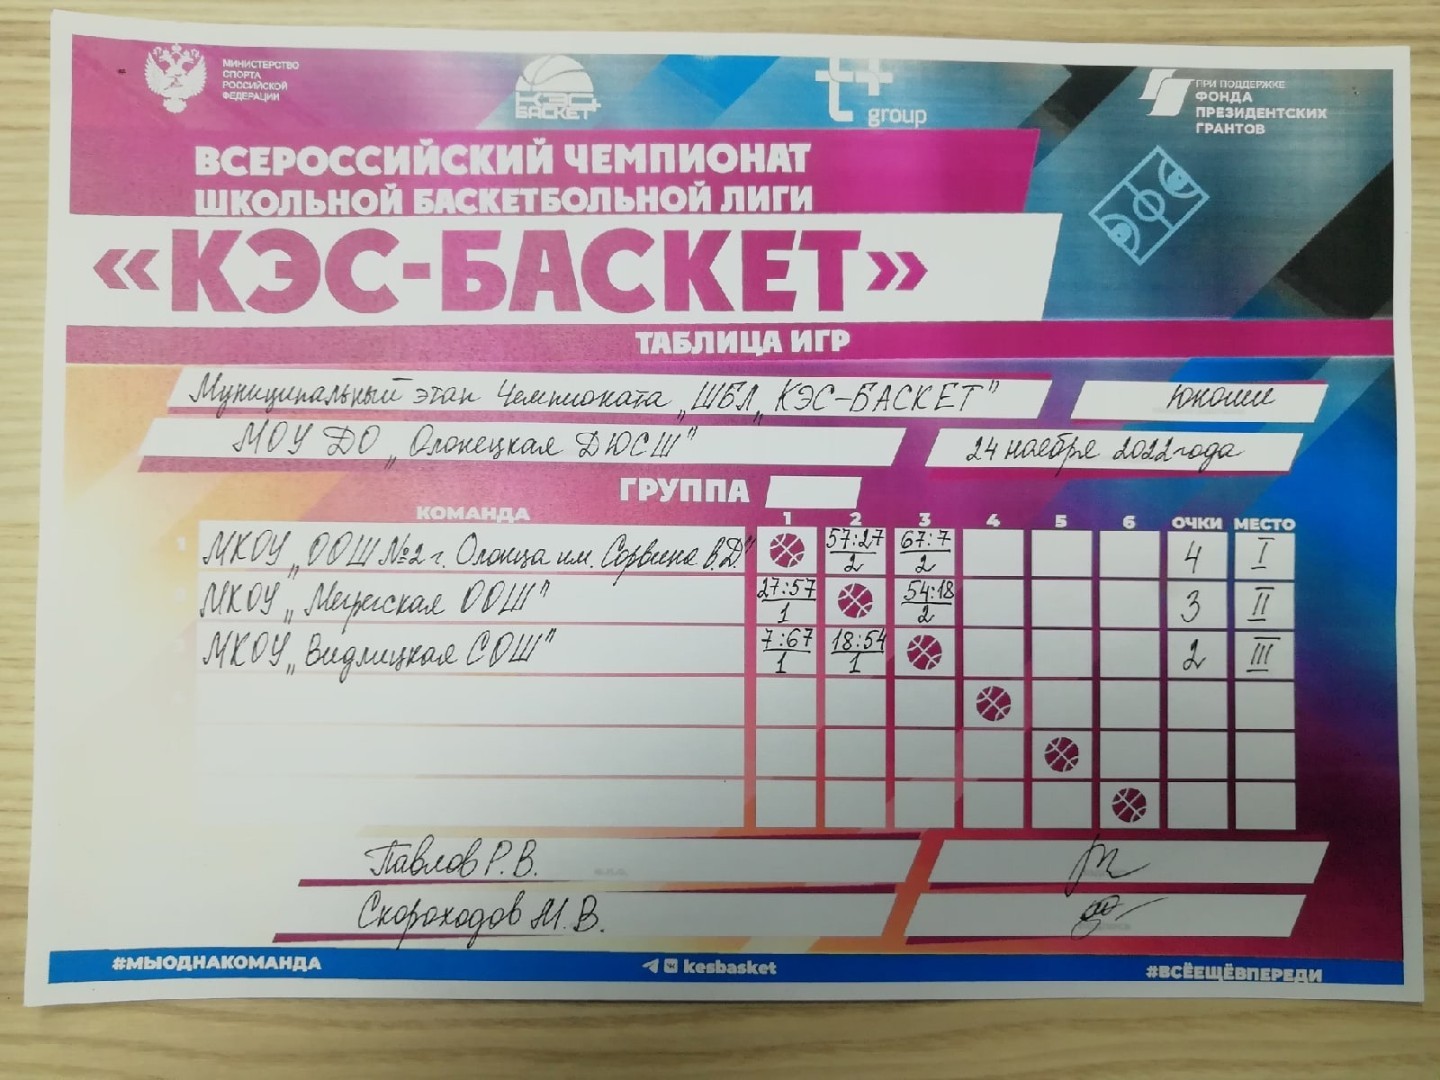 МИНИСТЕРСТВО
СПОРТА
РОССИЙСКОЙ
ФЕДЕРАЦИИ
КЭС
БАСКЕТ
t+
group
ПРИ ПОДДЕРЖКЕ
ФОНДА
ПРЕЗИДЕНТСКИХ
ГРАНТОВ
ВСЕРОССИЙСКИЙ ЧЕМПИОНАТ
ШКОЛЬНОЙ БАСКЕТБОЛЬНОЙ ЛИГИ
«КЭС-БАСКЕТ»
ТАБЛИЦА ИГР
Муниципальный этап Чемпионата „ШБЛ „КЭС-БАСКЕТ" Юноши
МОУ ДО „Олонецкая ДЮСШ" 24 ноября 2022 года
ГРУППА
КОМАНДА 1 2 3 4 5 6 ОЧКИ МЕСТО
1 МКОУ „ООШ №2 г. Олонца им. Сорвина В.Д." 57:27 2 67:7 2 4 I
МКОУ „Мегрегская ООШ" 27:57 1 54:18 2 3 II
МКОУ „Видлицкая СОШ" 7:67 1 18:54 1 2 III
Павлов Р.В.
Скороходов М.В.
#МЫОДНАКОМАНДА kesbasket #ВСЁЕЩЁВПЕРЕДИ